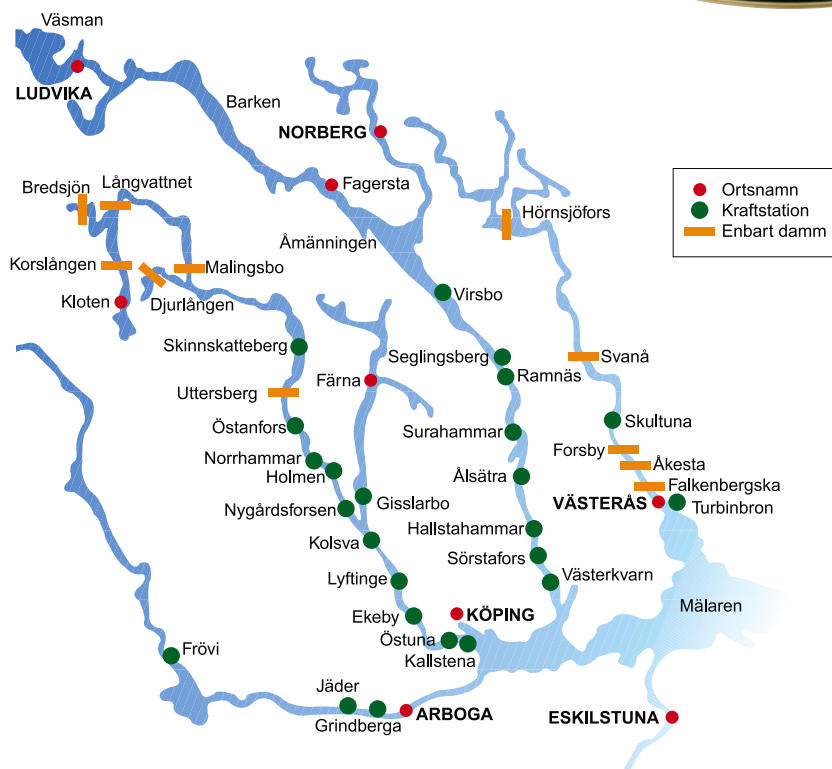 Väsman
LUDVIKA
Barken
NORBERG
Bredsjön
Långvattnet
Fagersta
Ortsnamn
Kraftstation
Enbart damm
Hörnsjöfors
Åmänningen
Korslången
Malingsbo
Kloten
Djurlången
Virsbo
Skinnskatteberg
Seglingsberg
Svanå
Ramnäs
Färna
Uttersberg
Östanfors
Surahammar
Skultuna
Forsby
Norrhammar
Åkesta
Holmen
Ålsätra
Falkenbergska
Gisslarbo
VÄSTERÅS
Turbinbron
Nygårdsforsen
Hallstahammar
Kolsva
Sörstafors
Lyftinge
Västerkvarn
Mälaren
Ekeby
KÖPING
Östuna
Kallstena
Frövi
Jäder
Grindberga
ARBOGA
ESKILSTUNA